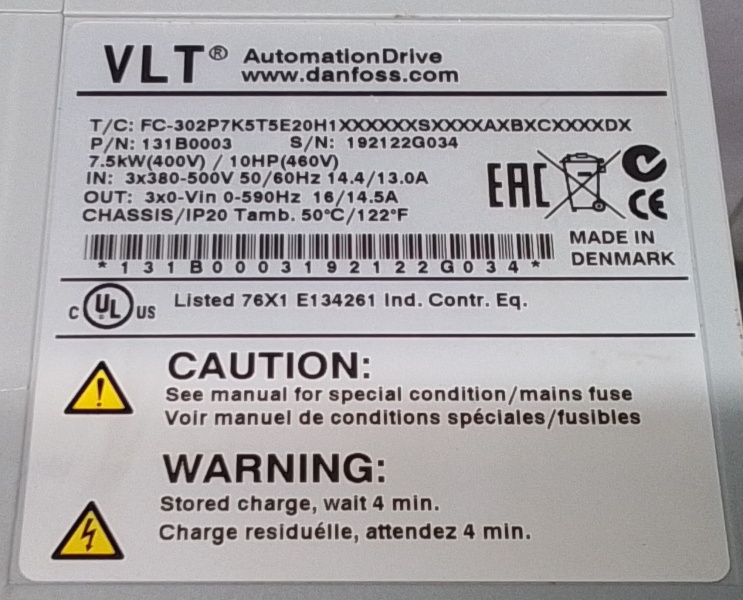 VLT® AutomationDrive
www.danfoss.com
T/C: FC-302P7K5T5E20H1XXXXXXSXXXXAXBXCXXXXDX
P/N: 131B0003 S/N: 192122G034
7.5kW(400V) / 10HP(460V)
IN: 3x380-500V 50/60Hz 14.4/13.0A
OUT: 3x0-Vin 0-590Hz 16/14.5A
CHASSIS/IP20 Tamb. 50°C/122°F
EAC
CE
*131B0003192122G034*
MADE IN
DENMARK
C UL US Listed 76X1 E134261 Ind. Contr. Eq.
CAUTION:
See manual for special condition/mains fuse
Voir manuel de conditions spéciales/fusibles
WARNING:
Stored charge, wait 4 min.
Charge residuélle, attendez 4 min.